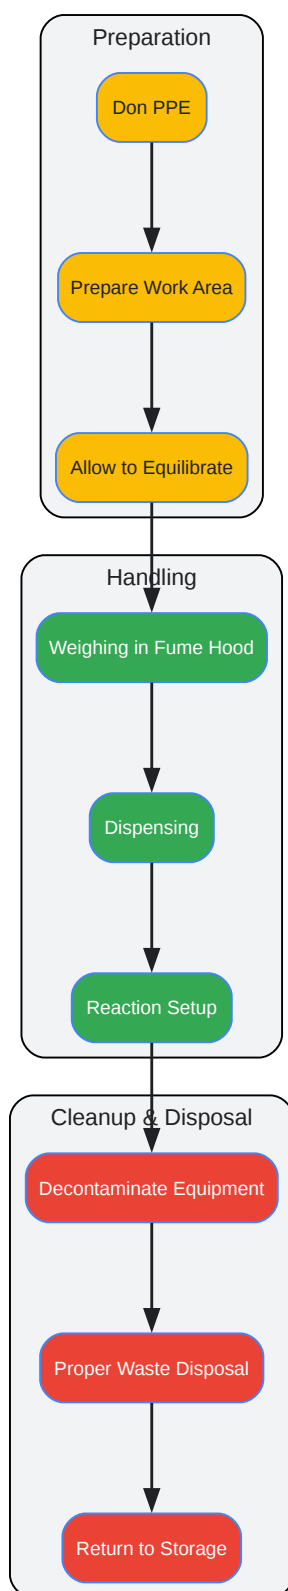 Preparation
Don PPE
Prepare Work Area
Allow to Equilibrate
Handling
Weighing in Fume Hood
Dispensing
Reaction Setup
Cleanup & Disposal
Decontaminate Equipment
Proper Waste Disposal
Return to Storage